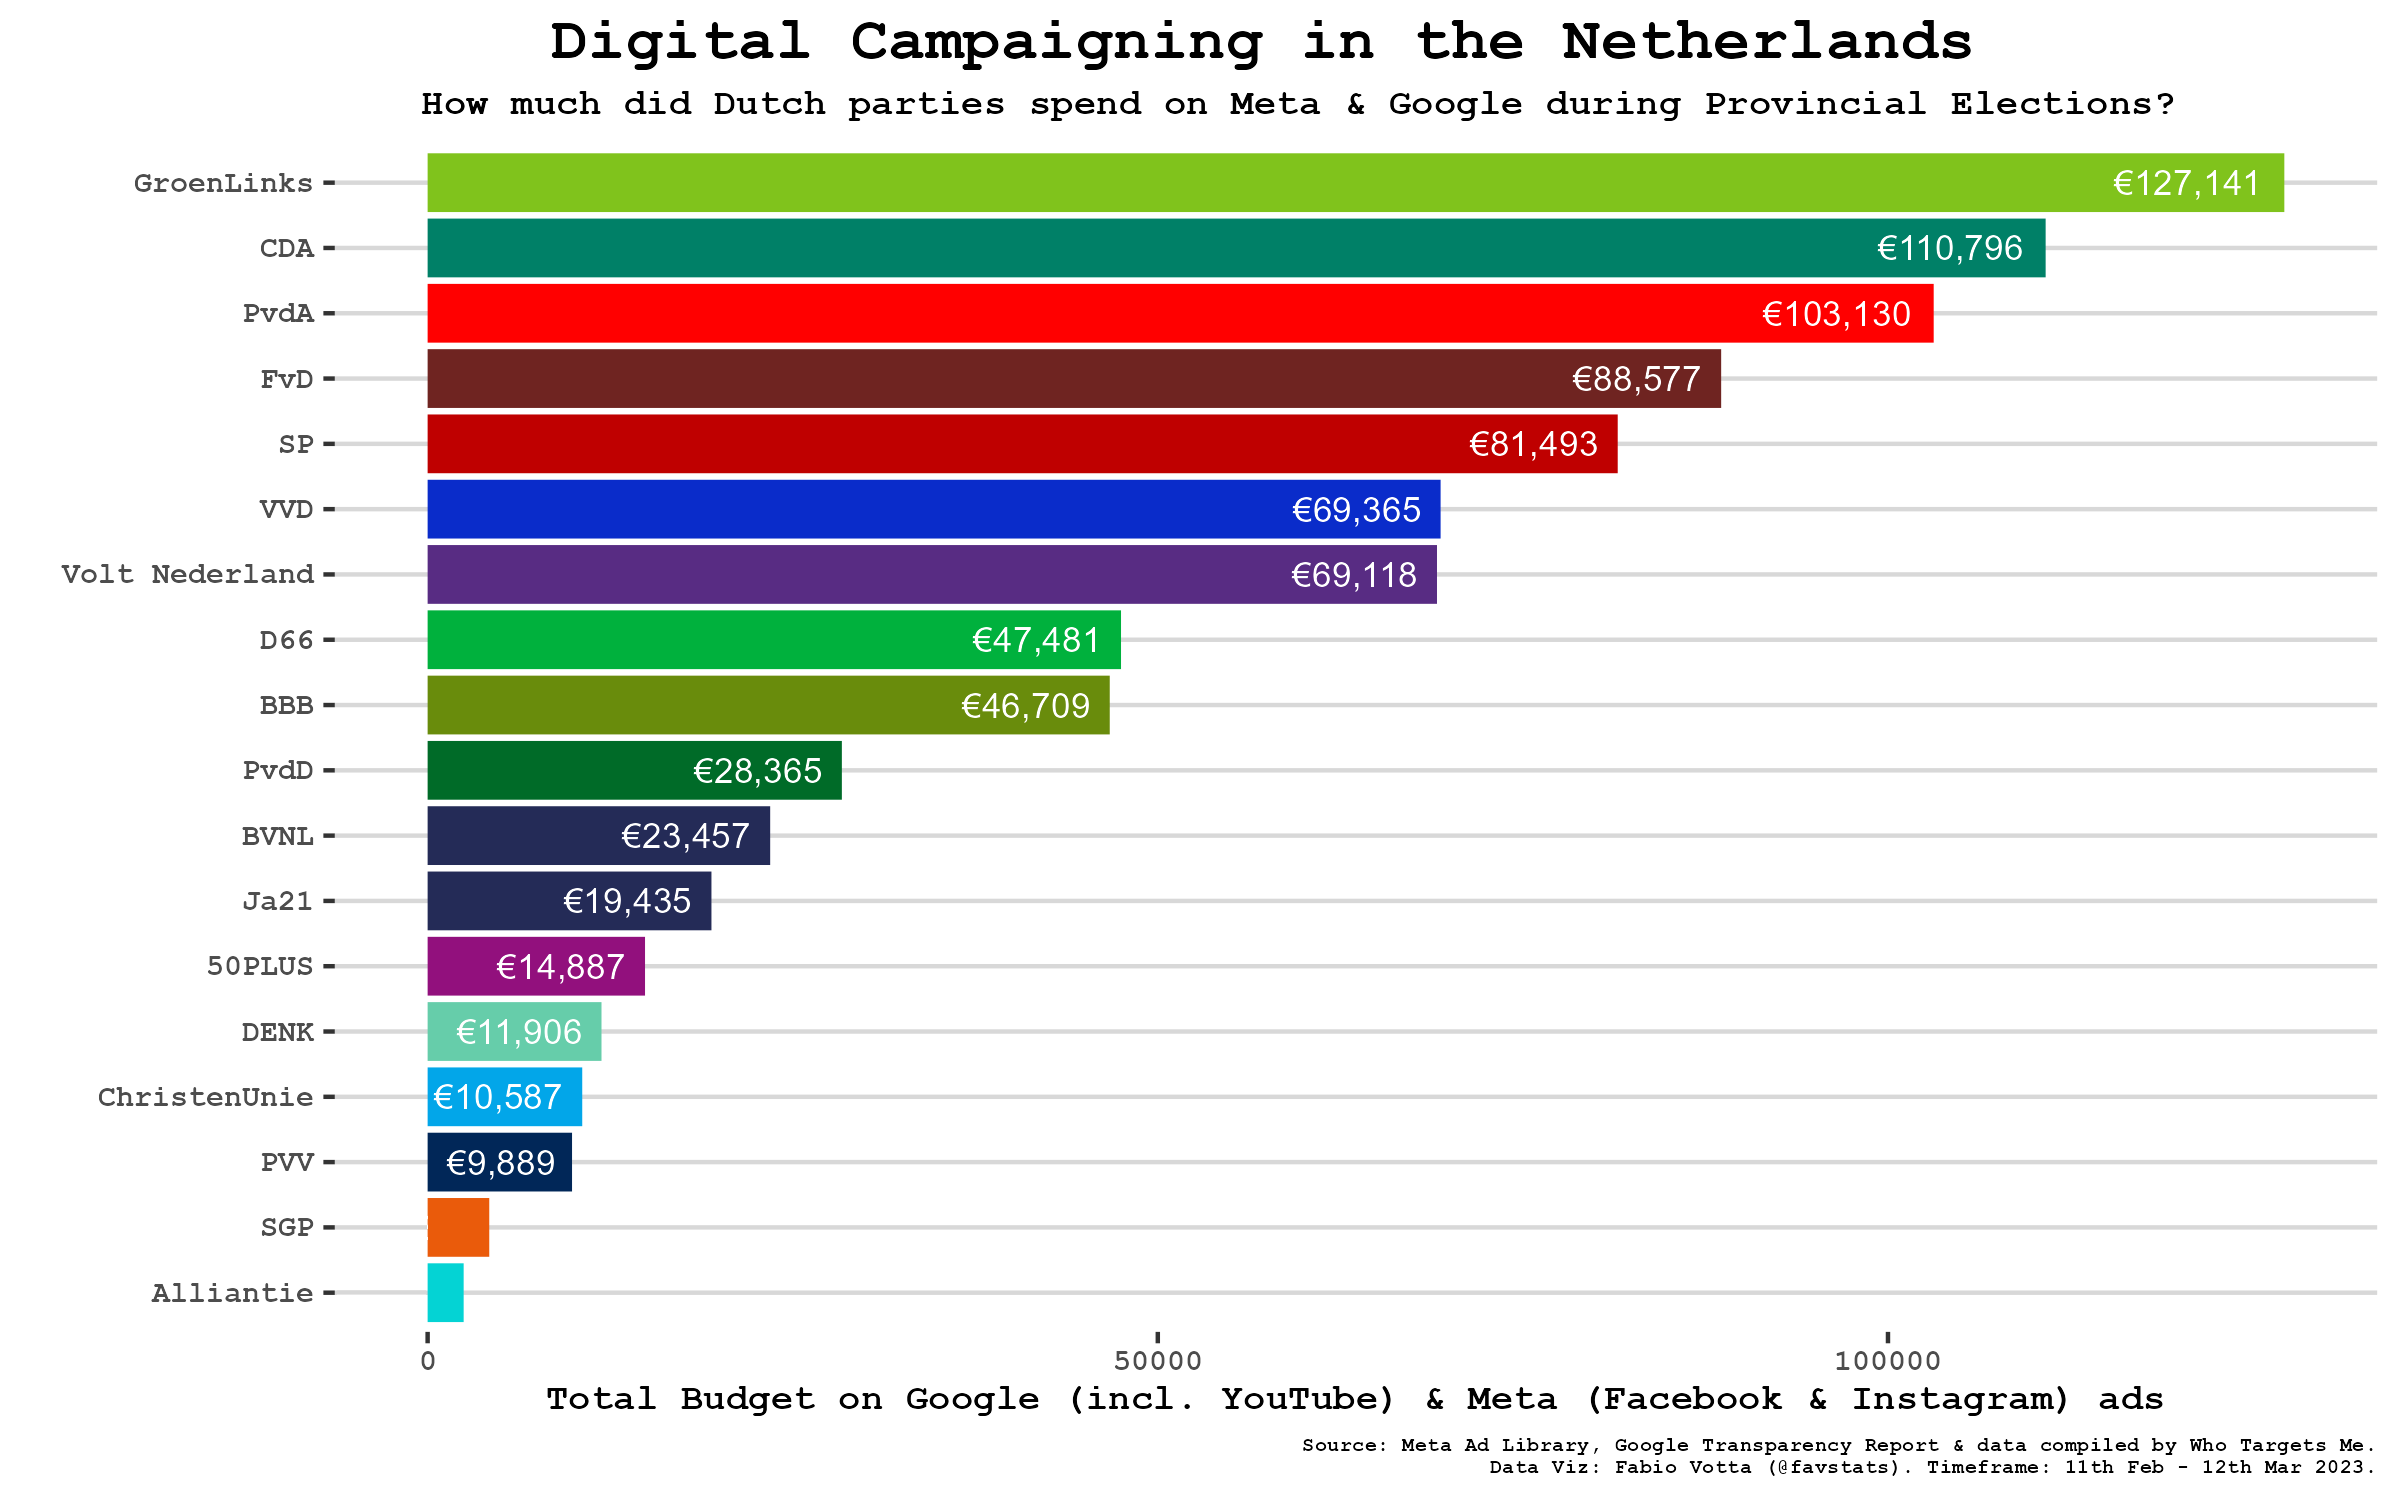 Digital Campaigning in the Netherlands
How much did Dutch parties spend on Meta & Google during Provincial Elections?
GroenLinks €127,141
CDA €110,796
PvdA €103,130
FvD €88,577
SP €81,493
VVD €69,365
Volt Nederland €69,118
D66 €47,481
BBB €46,709
PvdD €28,365
BVNL €23,457
Ja21 €19,435
50PLUS €14,887
DENK €11,906
ChristenUnie €10,587
PVV €9,889
SGP
Alliantie
0 50000 100000
Total Budget on Google (incl. YouTube) & Meta (Facebook & Instagram) ads
Source: Meta Ad Library, Google Transparency Report & data compiled by Who Targets Me.
Data Viz: Fabio Votta (@favstats). Timeframe: 11th Feb - 12th Mar 2023.